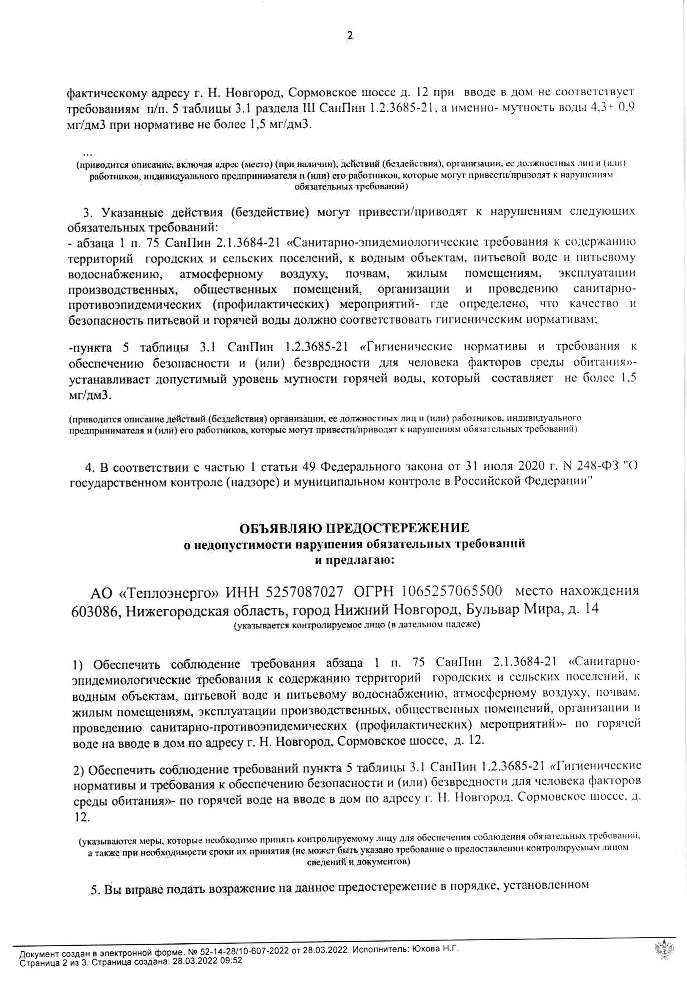 2
фактическому адресу г. Н. Новгород, Сормовское шоссе д. 12 при вводе в дом не соответствует
требованиям п/п. 5 таблицы 3.1 раздела III СанПин 1.2.3685-21, а именно- мутность воды 4,3+ 0,9
мг/дм3 при нормативе не более 1,5 мг/дм3.
...
(приводится описание, включая адрес (место) (при наличии), действий (бездействия), организации, ее должностных лиц и (или)
работников, индивидуального предпринимателя и (или) его работников, которые могут привести/приводят к нарушениям
обязательных требований)
3. Указанные действия (бездействие) могут привести/приводят к нарушениям следующих
обязательных требований:
- абзаца 1 п. 75 СанПин 2.1.3684-21 «Санитарно-эпидемиологические требования к содержанию
территорий городских и сельских поселений, к водным объектам, питьевой воде и питьевому
водоснабжению, атмосферному воздуху, почвам, жилым помещениям, эксплуатации
производственных, общественных помещений, организации и проведению санитарно-
противоэпидемических (профилактических) мероприятий- где определено, что качество и
безопасность питьевой и горячей воды должно соответствовать гигиеническим нормативам;
-пункта 5 таблицы 3.1 СанПин 1.2.3685-21 «Гигиенические нормативы и требования к
обеспечению безопасности и (или) безвредности для человека факторов среды обитания»-
устанавливает допустимый уровень мутности горячей воды, который составляет не более 1,5
мг/дм3.
(приводится описание действий (бездействия) организации, ее должностных лиц и (или) работников, индивидуального
предпринимателя и (или) его работников, которые могут привести/приводят к нарушениям обязательных требований)
4. В соответствии с частью 1 статьи 49 Федерального закона от 31 июля 2020 г. N 248-ФЗ "О
государственном контроле (надзоре) и муниципальном контроле в Российской Федерации"
ОБЪЯВЛЯЮ ПРЕДОСТЕРЕЖЕНИЕ
о недопустимости нарушения обязательных требований
и предлагаю:
АО «Теплоэнерго» ИНН 5257087027 ОГРН 1065257065500 место нахождения
603086, Нижегородская область, город Нижний Новгород, Бульвар Мира, д. 14
(указывается контролируемое лицо (в дательном падеже)
1) Обеспечить соблюдение требования абзаца 1 п. 75 СанПин 2.1.3684-21 «Санитарно-
эпидемиологические требования к содержанию территорий городских и сельских поселений, к
водным объектам, питьевой воде и питьевому водоснабжению, атмосферному воздуху, почвам,
жилым помещениям, эксплуатации производственных, общественных помещений, организации и
проведению санитарно-противоэпидемических (профилактических) мероприятий»- по горячей
воде на вводе в дом по адресу г. Н. Новгород, Сормовское шоссе, д. 12.
2) Обеспечить соблюдение требований пункта 5 таблицы 3.1 СанПин 1.2.3685-21 «Гигиенические
нормативы и требования к обеспечению безопасности и (или) безвредности для человека факторов
среды обитания»- по горячей воде на вводе в дом по адресу г. Н. Новгород, Сормовское шоссе, д.
12.
(указываются меры, которые необходимо принять контролируемому лицу для обеспечения соблюдения обязательных требований,
а также при необходимости сроки их принятия (не может быть указано требование о предоставлении контролируемым лицом
сведений и документов)
5. Вы вправе подать возражение на данное предостережение в порядке, установленном
Документ создан в электронной форме. № 52-14-28/10-607-2022 от 28.03.2022. Исполнитель: Юхова Н.Г.
Страница 2 из 3. Страница создана: 28.03.2022 09:52